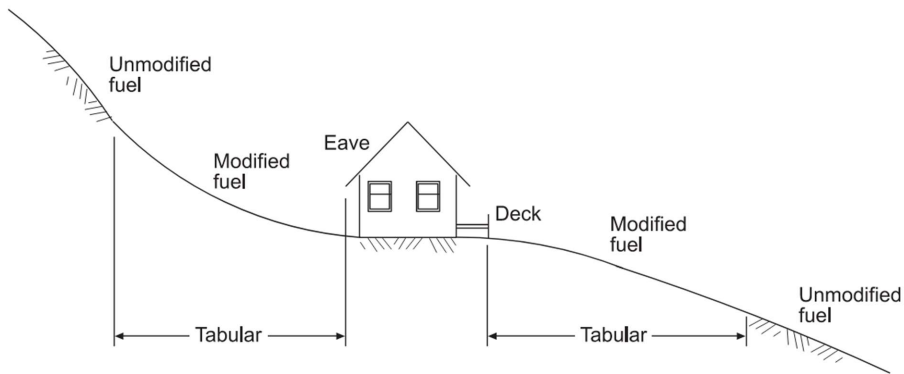 Unmodified
fuel
Eave
Modified
fuel
Deck
Modified
fuel
Unmodified
fuel
Tabular
Tabular